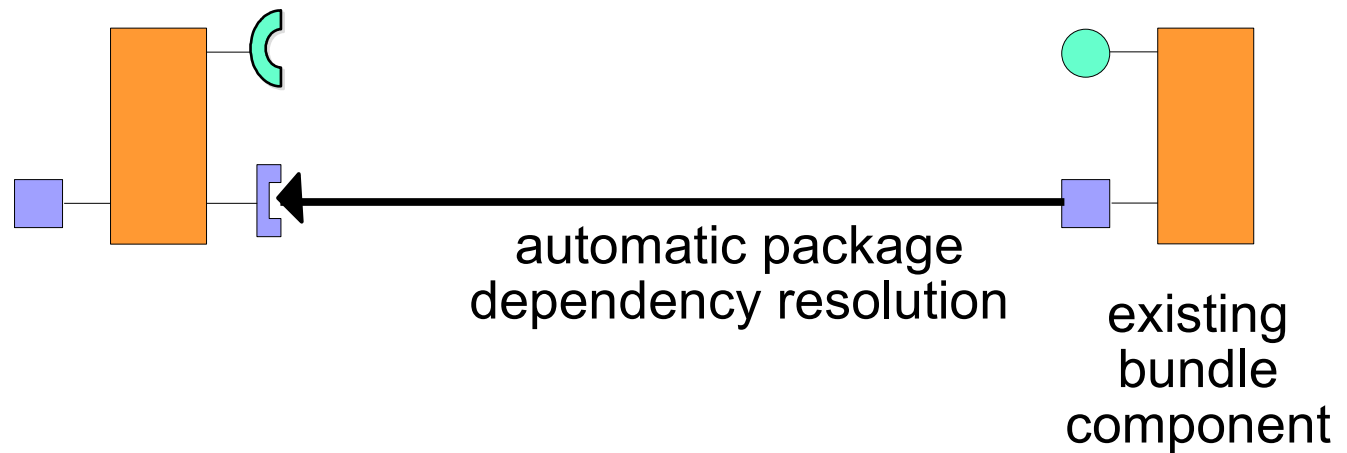 automatic package
dependency resolution
existing
bundle
component